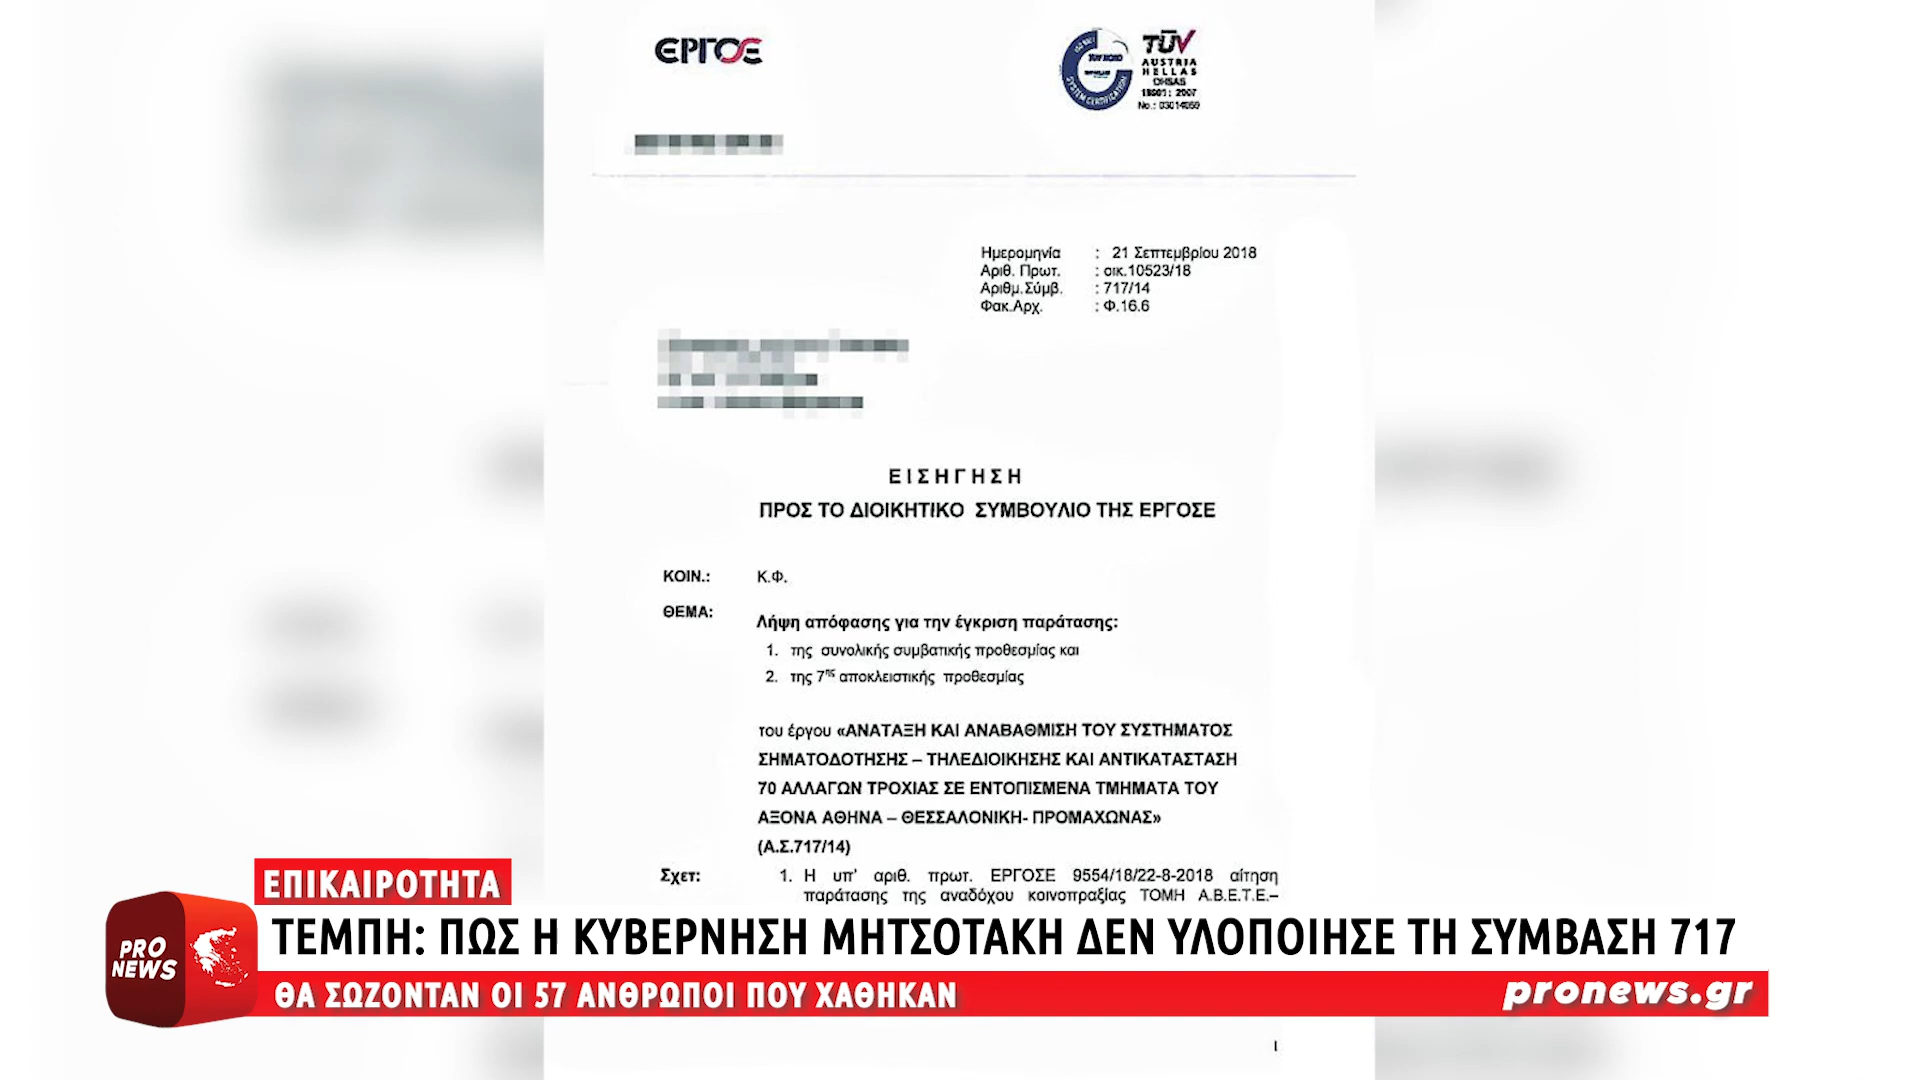 ΕΡΓΟΣΕ
TÜV
AUSTRIA
HELLAS
OHSAS
18001: 2007
No.: 03014059
SYSTEM CERTIFICATION
Ημερομηνία : 21 Σεπτεμβρίου 2018
Αριθ. Πρωτ. : οικ.10523/18
Αριθμ.Σύμβ. : 717/14
Φακ.Αρχ. : Φ.16.6
ΕΙΣΗΓΗΣΗ
ΠΡΟΣ ΤΟ ΔΙΟΙΚΗΤΙΚΟ ΣΥΜΒΟΥΛΙΟ ΤΗΣ ΕΡΓΟΣΕ
ΚΟΙΝ.: Κ.Φ.
ΘΕΜΑ: Λήψη απόφασης για την έγκριση παράτασης:
1. της συνολικής συμβατικής προθεσμίας και
2. της 7ης αποκλειστικής προθεσμίας
του έργου «ΑΝΑΤΑΞΗ ΚΑΙ ΑΝΑΒΑΘΜΙΣΗ ΤΟΥ ΣΥΣΤΗΜΑΤΟΣ
ΣΗΜΑΤΟΔΟΤΗΣΗΣ – ΤΗΛΕΔΙΟΙΚΗΣΗΣ ΚΑΙ ΑΝΤΙΚΑΤΑΣΤΑΣΗ
70 ΑΛΛΑΓΩΝ ΤΡΟΧΙΑΣ ΣΕ ΕΝΤΟΠΙΣΜΕΝΑ ΤΜΗΜΑΤΑ ΤΟΥ
ΑΞΟΝΑ ΑΘΗΝΑ – ΘΕΣΣΑΛΟΝΙΚΗ- ΠΡΟΜΑΧΩΝΑΣ»
(Α.Σ.717/14)
Σχετ: 1. Η υπ’ αριθ. πρωτ. ΕΡΓΟΣΕ 9554/18/22-8-2018 αίτηση
παράτασης της αναδόχου κοινοπραξίας ΤΟΜΗ Α.Β.Ε.Τ.Ε.–
ΕΠΙΚΑΙΡΟΤΗΤΑ
PRO
NEWS
ΤΕΜΠΗ: ΠΩΣ Η ΚΥΒΕΡΝΗΣΗ ΜΗΤΣΟΤΑΚΗ ΔΕΝ ΥΛΟΠΟΙΗΣΕ ΤΗ ΣΥΜΒΑΣΗ 717
ΘΑ ΣΩΖΟΝΤΑΝ ΟΙ 57 ΑΝΘΡΩΠΟΙ ΠΟΥ ΧΑΘΗΚΑΝ
pronews.gr